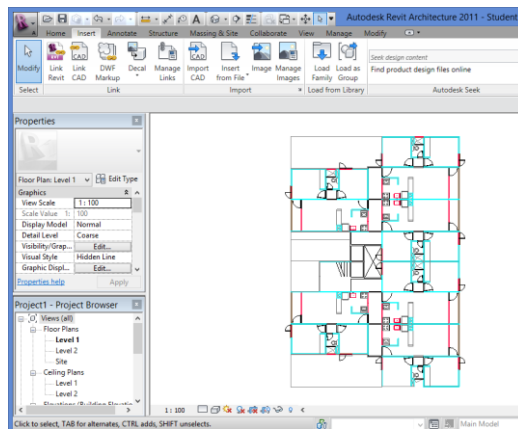 Autodesk Revit Architecture 2011 - Student
Home Insert Annotate Structure Massing & Site Collaborate View Manage Modify
Modify
Link Revit
Link CAD
DWF Markup
Decal
Manage Links
Import CAD
Insert from File
Image
Manage Images
Load Family
Load as Group
Seek design content
Find product design files online
Select Link Import Load from Library Autodesk Seek
Properties
Floor Plan: Level 1 Edit Type
Graphics
View Scale 1 : 100
Scale Value 1: 100
Display Model Normal
Detail Level Coarse
Visibility/Grap... Edit...
Visual Style Hidden Line
Graphic Displ... Edit...
Properties help Apply
Project1 - Project Browser
Views (all)
Floor Plans
Level 1
Level 2
Site
Ceiling Plans
Level 1
Level 2
1 : 100
Click to select, TAB for alternates, CTRL adds, SHIFT unselects.
Main Model